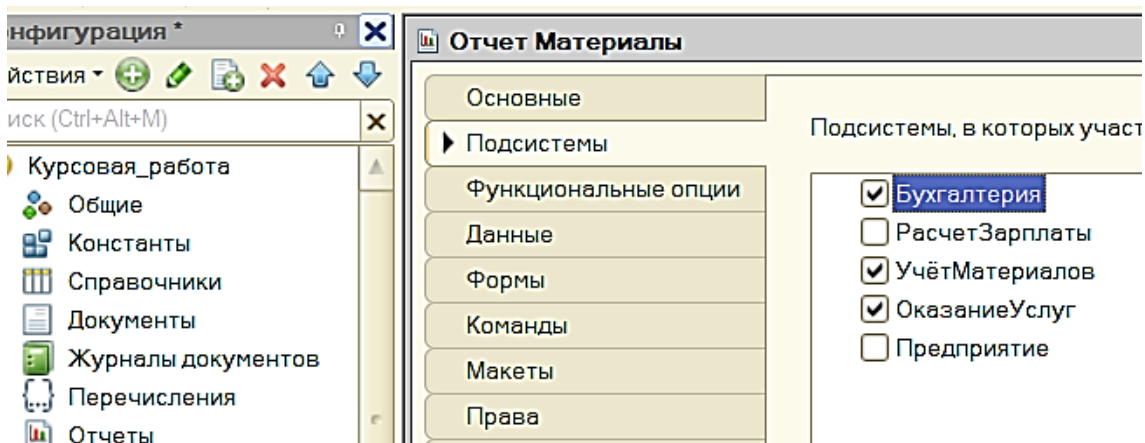 нфигурация *
йствия
иск (Ctrl+Alt+M)
Курсовая_работа
Общие
Константы
Справочники
Документы
Журналы документов
Перечисления
Отчеты
Отчет Материалы
Основные
Подсистемы
Функциональные опции
Данные
Формы
Команды
Макеты
Права
Подсистемы, в которых участ
Бухгалтерия
РасчетЗарплаты
УчётМатериалов
ОказаниеУслуг
Предприятие